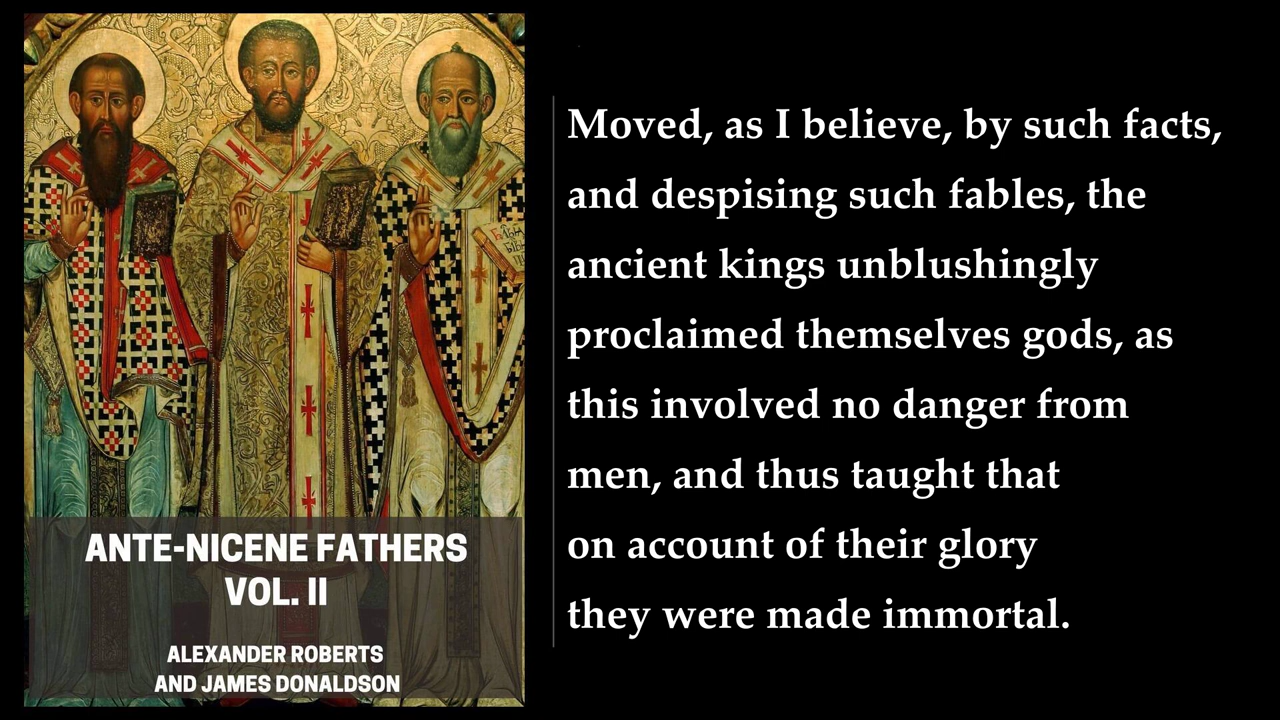 ANTE-NICENE FATHERS
VOL. II
ALEXANDER ROBERTS
AND JAMES DONALDSON
Moved, as I believe, by such facts,
and despising such fables, the
ancient kings unblushingly
proclaimed themselves gods, as
this involved no danger from
men, and thus taught that
on account of their glory
they were made immortal.